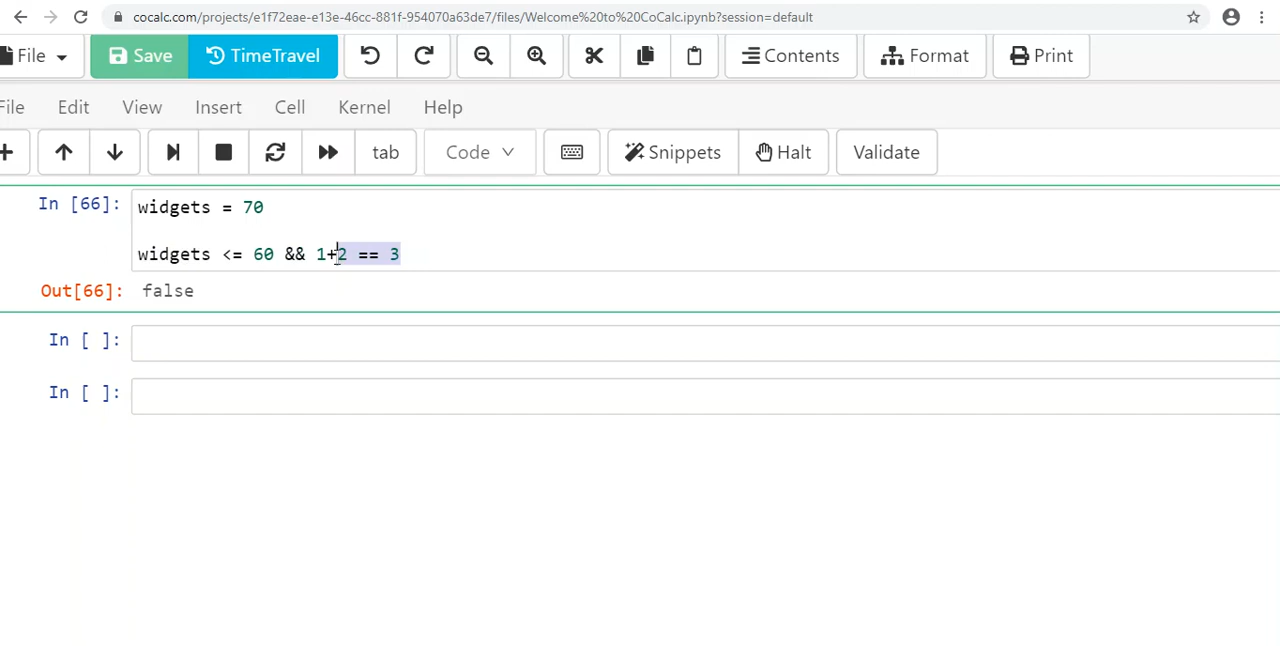 cocalc.com/projects/e1f72eae-e13e-46cc-881f-954070a63de7/files/Welcome%20to%20CoCalc.ipynb?session=default
File Save TimeTravel Contents Format Print
File Edit View Insert Cell Kernel Help
tab Code Snippets Halt Validate
In [66]: widgets = 70
widgets <= 60 && 1+2 == 3
Out[66]: false
In [ ]:
In [ ]: